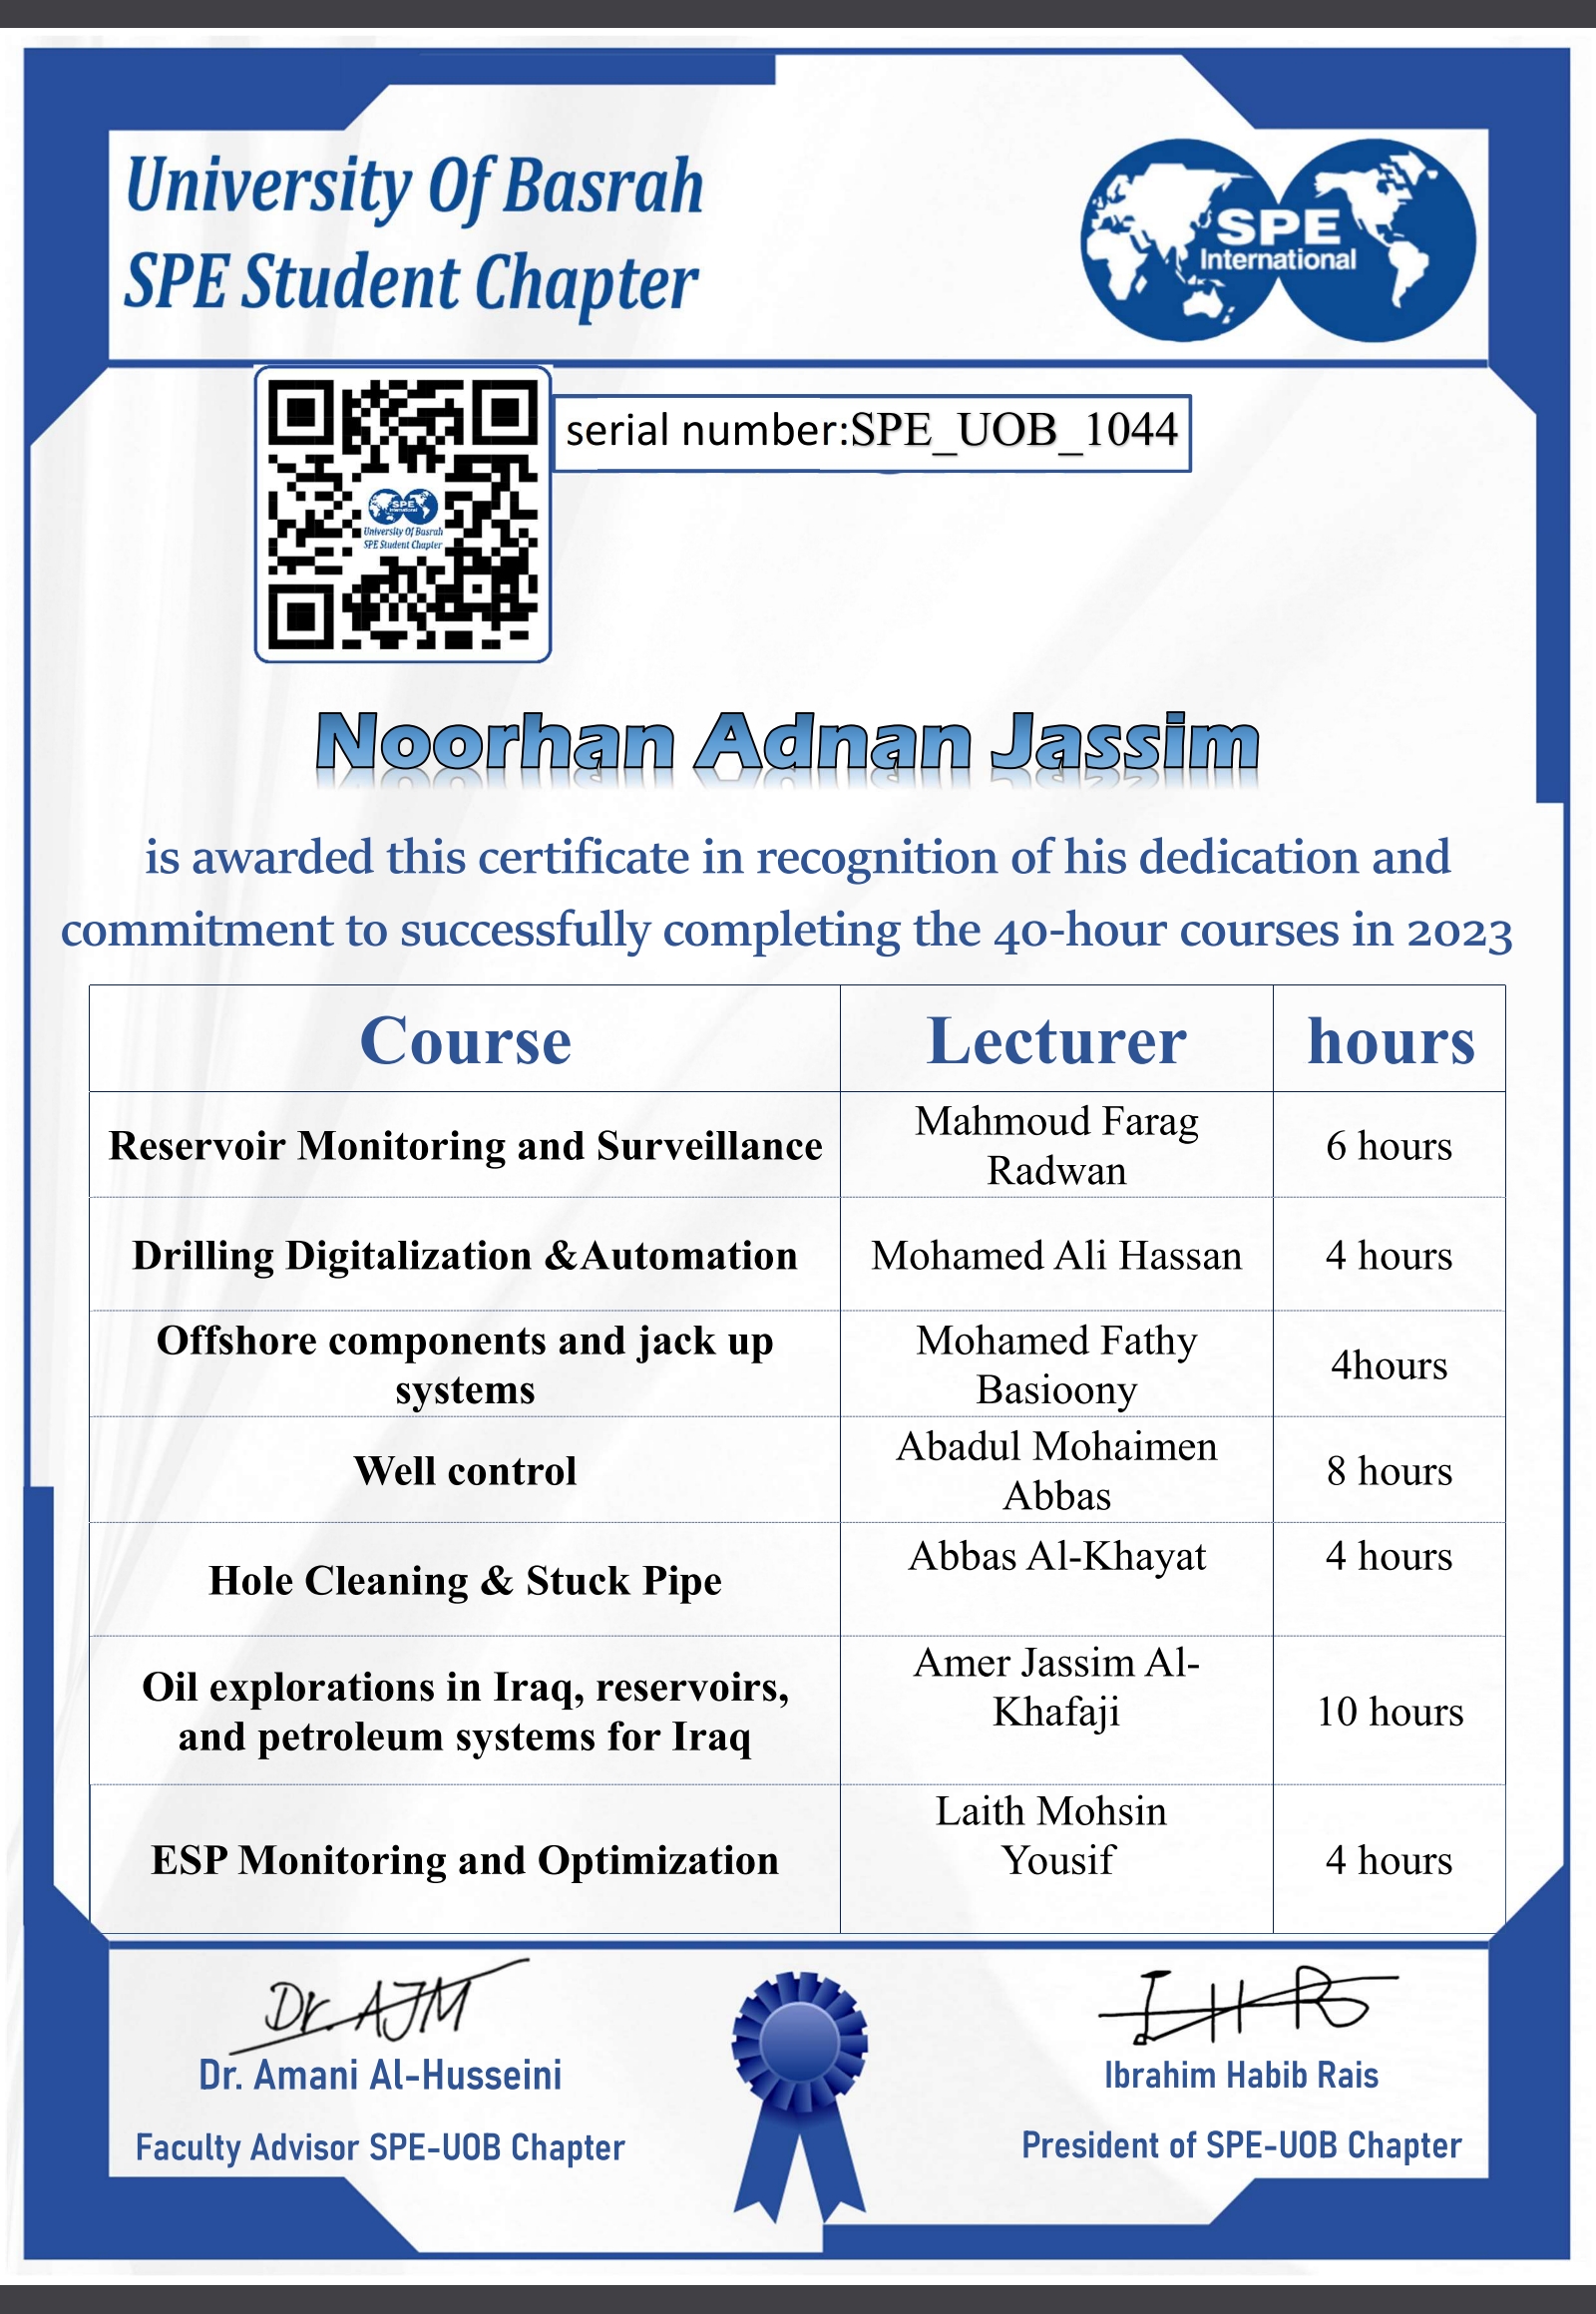 University Of Basrah
SPE Student Chapter
SPE
International
serial number:SPE_UOB_1044
SPE
International
University Of Basrah
SPE Student Chapter
Noorhan Adnan Jassim
is awarded this certificate in recognition of his dedication and
commitment to successfully completing the 40-hour courses in 2023
Course Lecturer hours
Reservoir Monitoring and Surveillance
Mahmoud Farag
Radwan
6 hours
Drilling Digitalization &Automation
Mohamed Ali Hassan
4 hours
Offshore components and jack up
systems
Mohamed Fathy
Basioony
4hours
Well control
Abadul Mohaimen
Abbas
8 hours
Hole Cleaning & Stuck Pipe
Abbas Al-Khayat
4 hours
Oil explorations in Iraq, reservoirs,
and petroleum systems for Iraq
Amer Jassim Al-
Khafaji
10 hours
ESP Monitoring and Optimization
Laith Mohsin
Yousif
4 hours
Dr. AJM
Dr. Amani Al-Husseini
Faculty Advisor SPE-UOB Chapter
IHR
Ibrahim Habib Rais
President of SPE-UOB Chapter